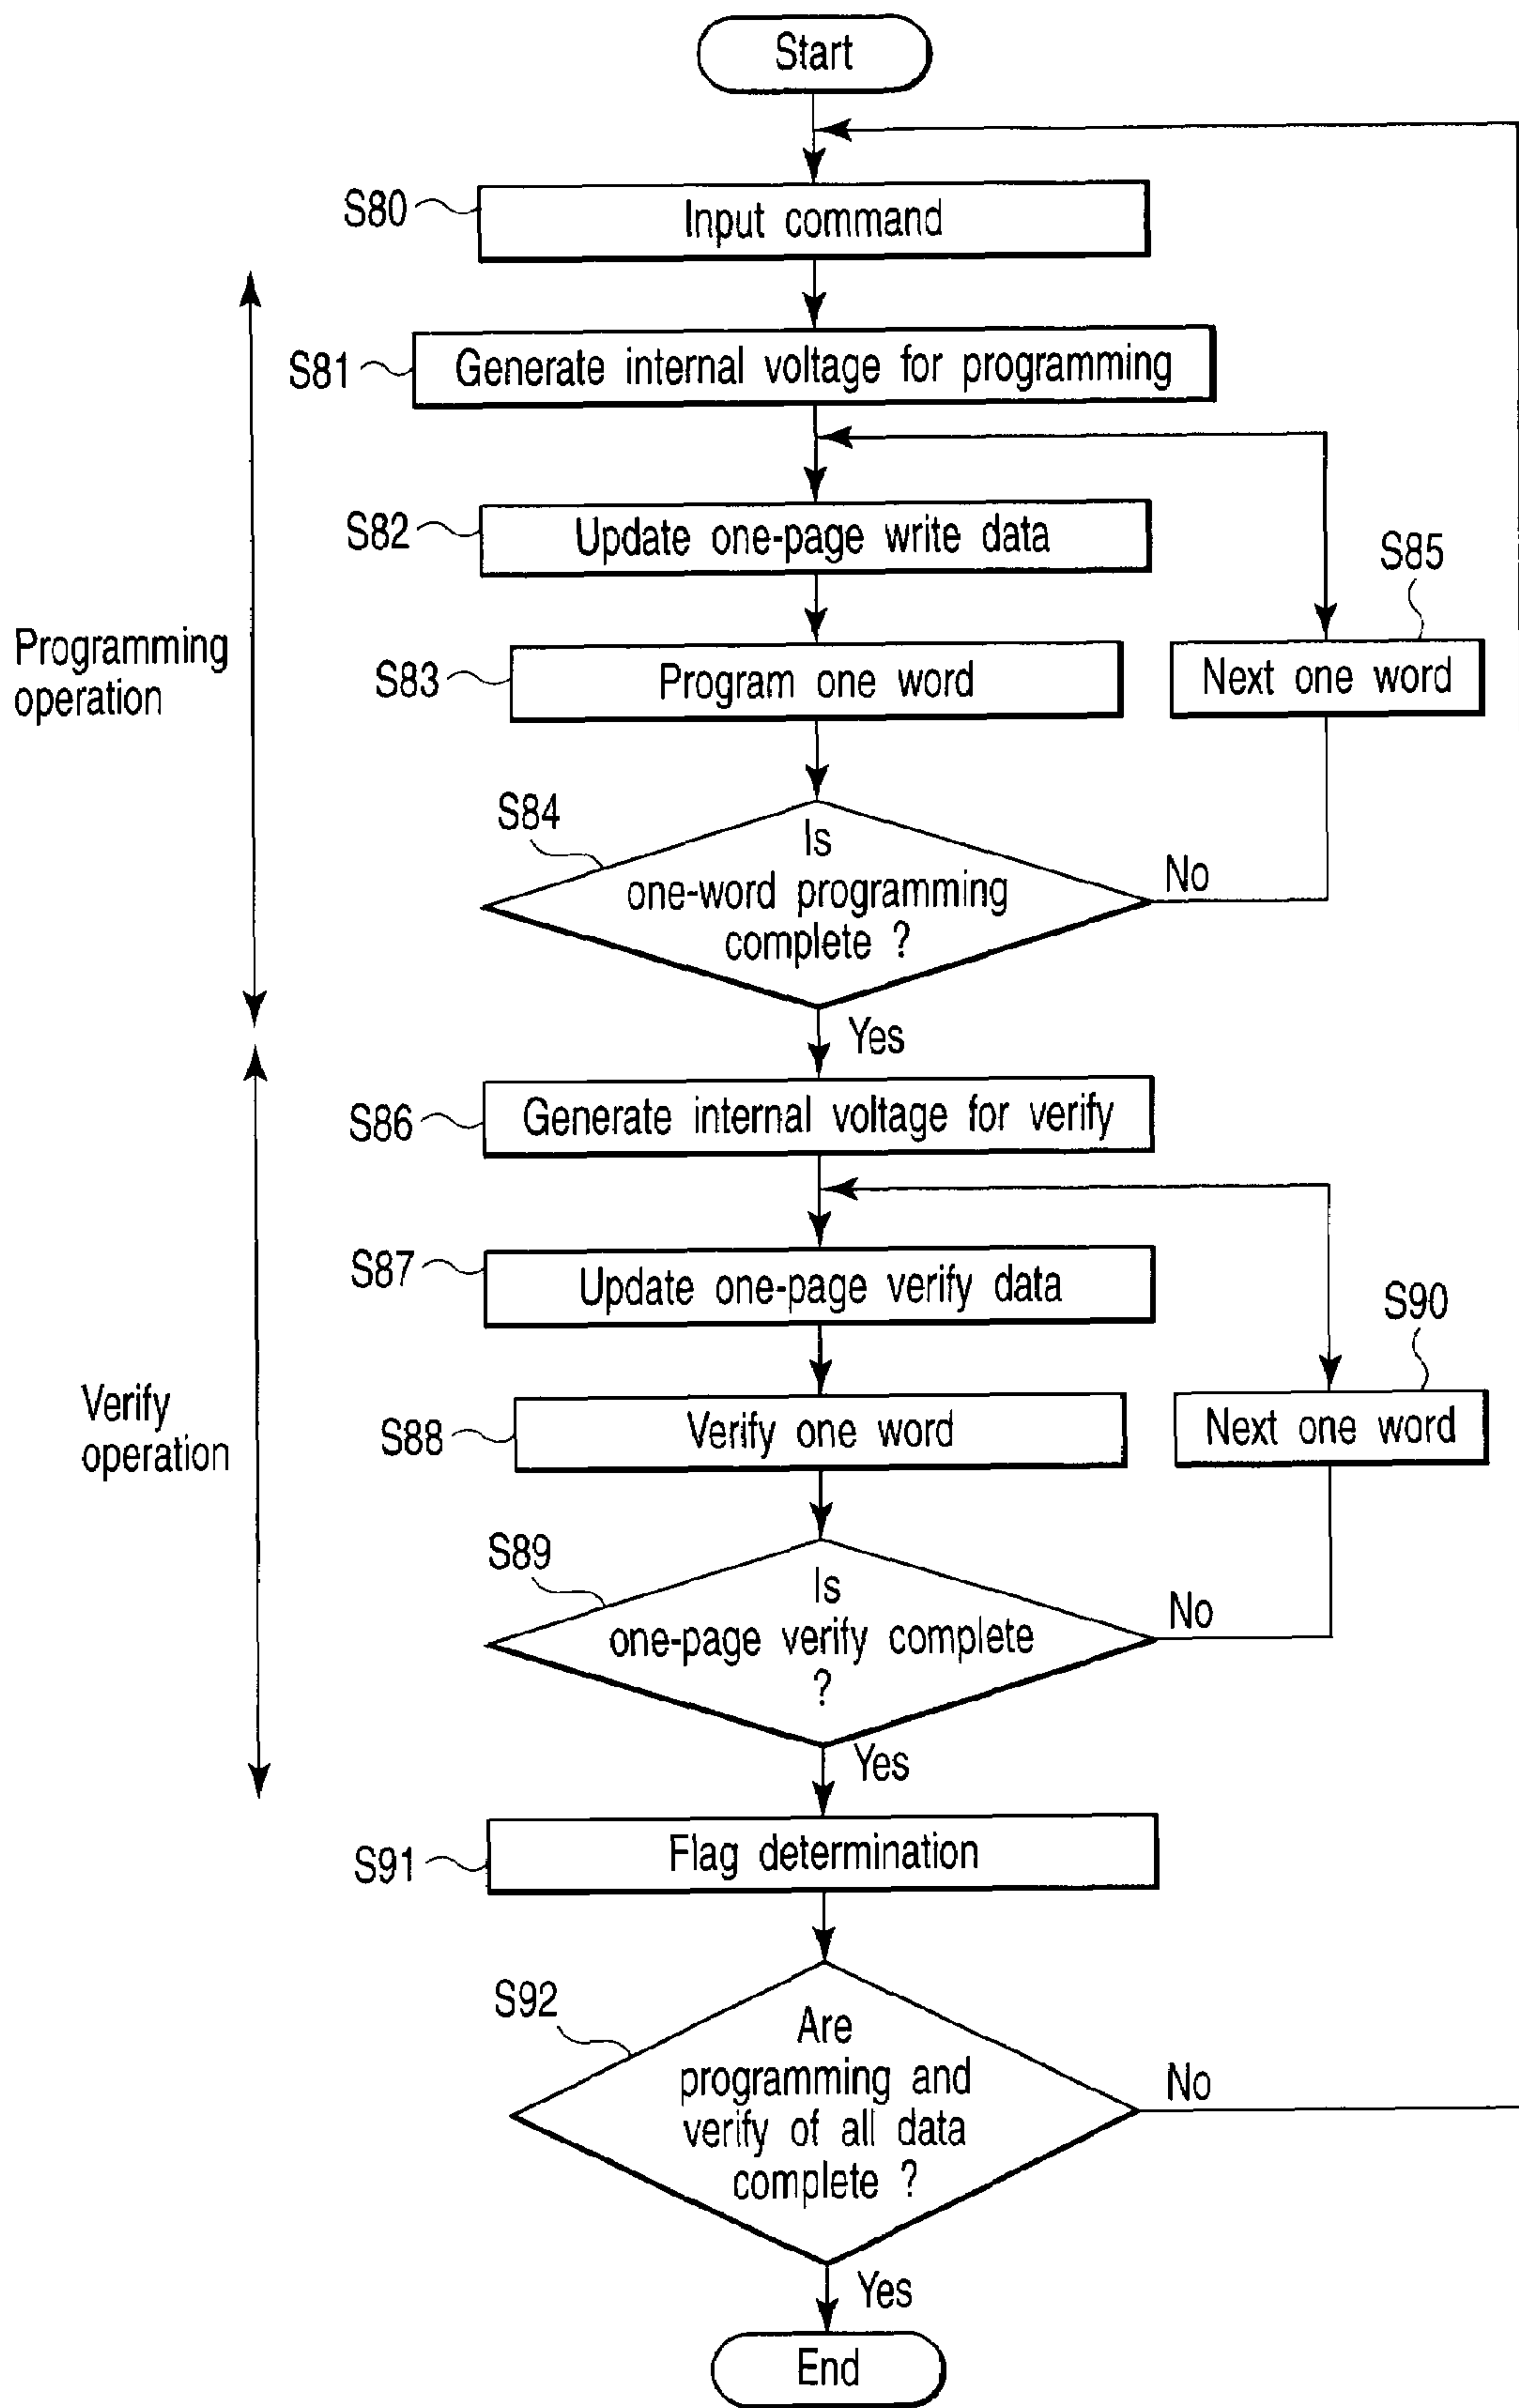 Start
S80
Input command
S81
Generate internal voltage for programming
S82
Update one-page write data
S85
Programming
operation
S83
Program one word
Next one word
S84
Is
one-word programming
complete ?
No
Yes
S86
Generate internal voltage for verify
S87
Update one-page verify data
S90
Verify
operation
S88
Verify one word
Next one word
S89
Is
one-page verify complete
?
No
Yes
S91
Flag determination
S92
Are
programming and
verify of all data
complete ?
No
Yes
End